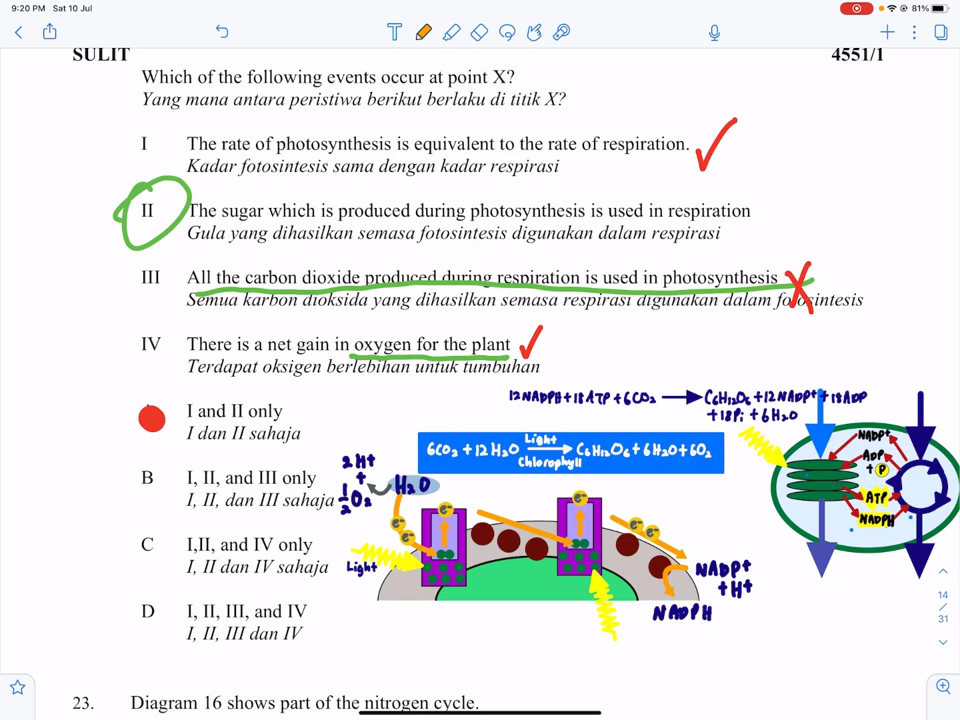 9:20 PM Sat 10 Jul
81%
SULIT
4551/1
Which of the following events occur at point X?
Yang mana antara peristiwa berikut berlaku di titik X?
I The rate of photosynthesis is equivalent to the rate of respiration.
Kadar fotosintesis sama dengan kadar respirasi
II The sugar which is produced during photosynthesis is used in respiration
Gula yang dihasilkan semasa fotosintesis digunakan dalam respirasi
III All the carbon dioxide produced during respiration is used in photosynthesis
Semua karbon dioksida yang dihasilkan semasa respirasi digunakan dalam fotosintesis
IV There is a net gain in oxygen for the plant
Terdapat oksigen berlebihan untuk tumbuhan
I and II only
I dan II sahaja
B I, II, and III only
I, II, dan III sahaja
C I,II, and IV only
I, II dan IV sahaja
D I, II, III, and IV
I, II, III dan IV
12NADPH+18ATP+6CO2 → C6H12O6+12NADP++18ADP
+18Pi+6H2O
6CO2+12H2O Light → C6H12O6+6H2O+6O2
Chlorophyll
2H+
+
1/2 O2
H2O
e-
e-
e-
e-
e-
e-
Light
NADP+
+H+
NADPH
NADP+
ADP
+ P
ATP
NADPH
14
/
31
23. Diagram 16 shows part of the nitrogen cycle.